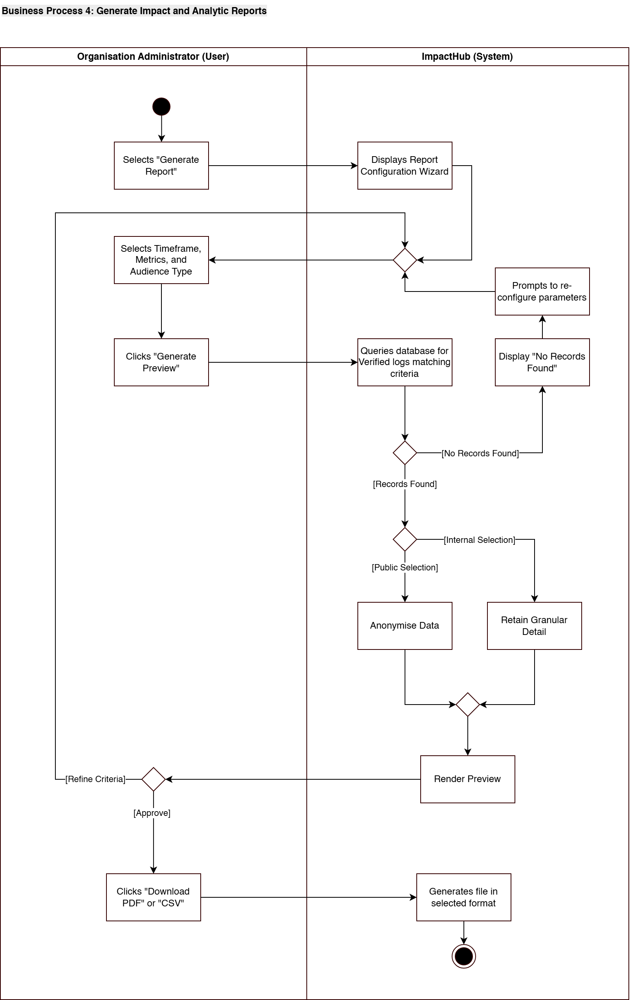 Business Process 4: Generate Impact and Analytic Reports
Organisation Administrator (User)
ImpactHub (System)
Selects "Generate
Report"
Displays Report
Configuration Wizard
Selects Timeframe,
Metrics, and
Audience Type
Prompts to re-
configure parameters
Clicks "Generate
Preview"
Queries database for
Verified logs matching
criteria
Display "No Records
Found"
[No Records Found]
[Records Found]
[Internal Selection]
[Public Selection]
Anonymise Data
Retain Granular
Detail
[Refine Criteria]
Render Preview
[Approve]
Clicks "Download
PDF" or "CSV"
Generates file in
selected format